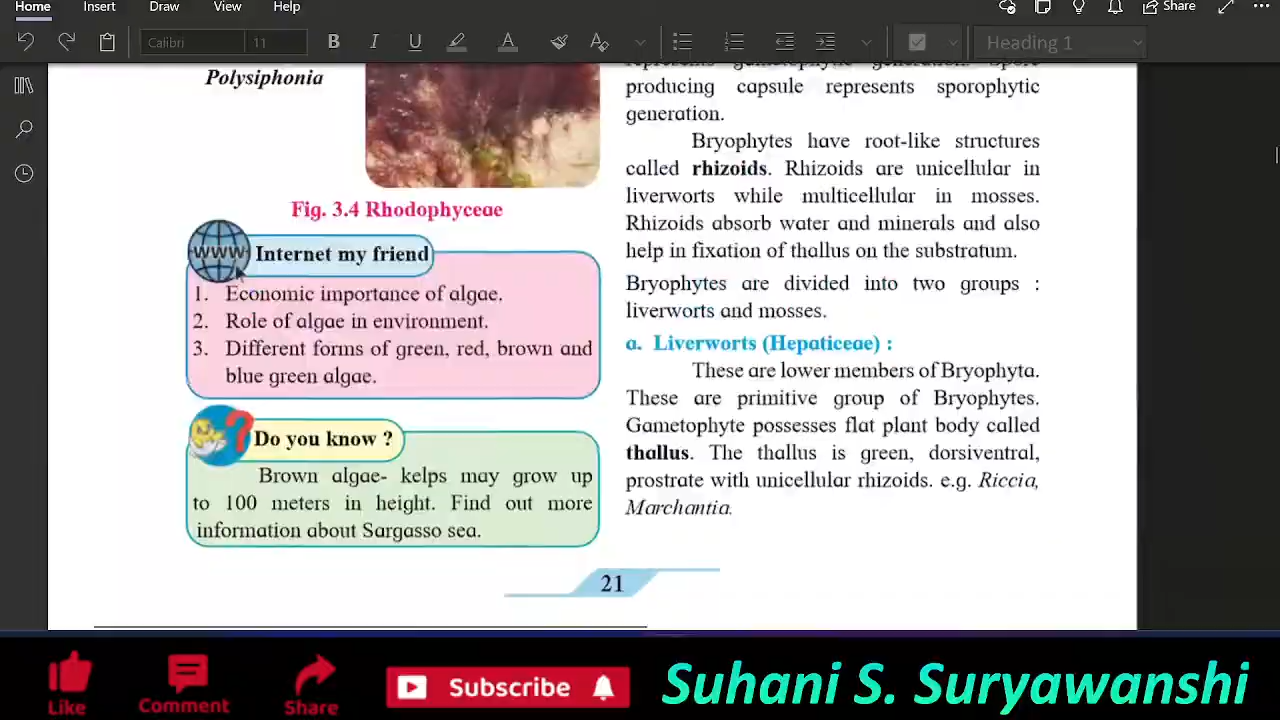 Home Insert Draw View Help Share
Calibri 11 B I U A A Heading 1
Polysiphonia
Fig. 3.4 Rhodophyceae
www Internet my friend
1. Economic importance of algae.
2. Role of algae in environment.
3. Different forms of green, red, brown and
blue green algae.
Do you know ?
Brown algae- kelps may grow up
to 100 meters in height. Find out more
information about Sargasso sea.
represents gametophytic generation. Spore
producing capsule represents sporophytic
generation.
Bryophytes have root-like structures
called rhizoids. Rhizoids are unicellular in
liverworts while multicellular in mosses.
Rhizoids absorb water and minerals and also
help in fixation of thallus on the substratum.
Bryophytes are divided into two groups :
liverworts and mosses.
a. Liverworts (Hepaticeae) :
These are lower members of Bryophyta.
These are primitive group of Bryophytes.
Gametophyte possesses flat plant body called
thallus. The thallus is green, dorsiventral,
prostrate with unicellular rhizoids. e.g. Riccia,
Marchantia.
21
Like Comment Share Subscribe Suhani S. Suryawanshi